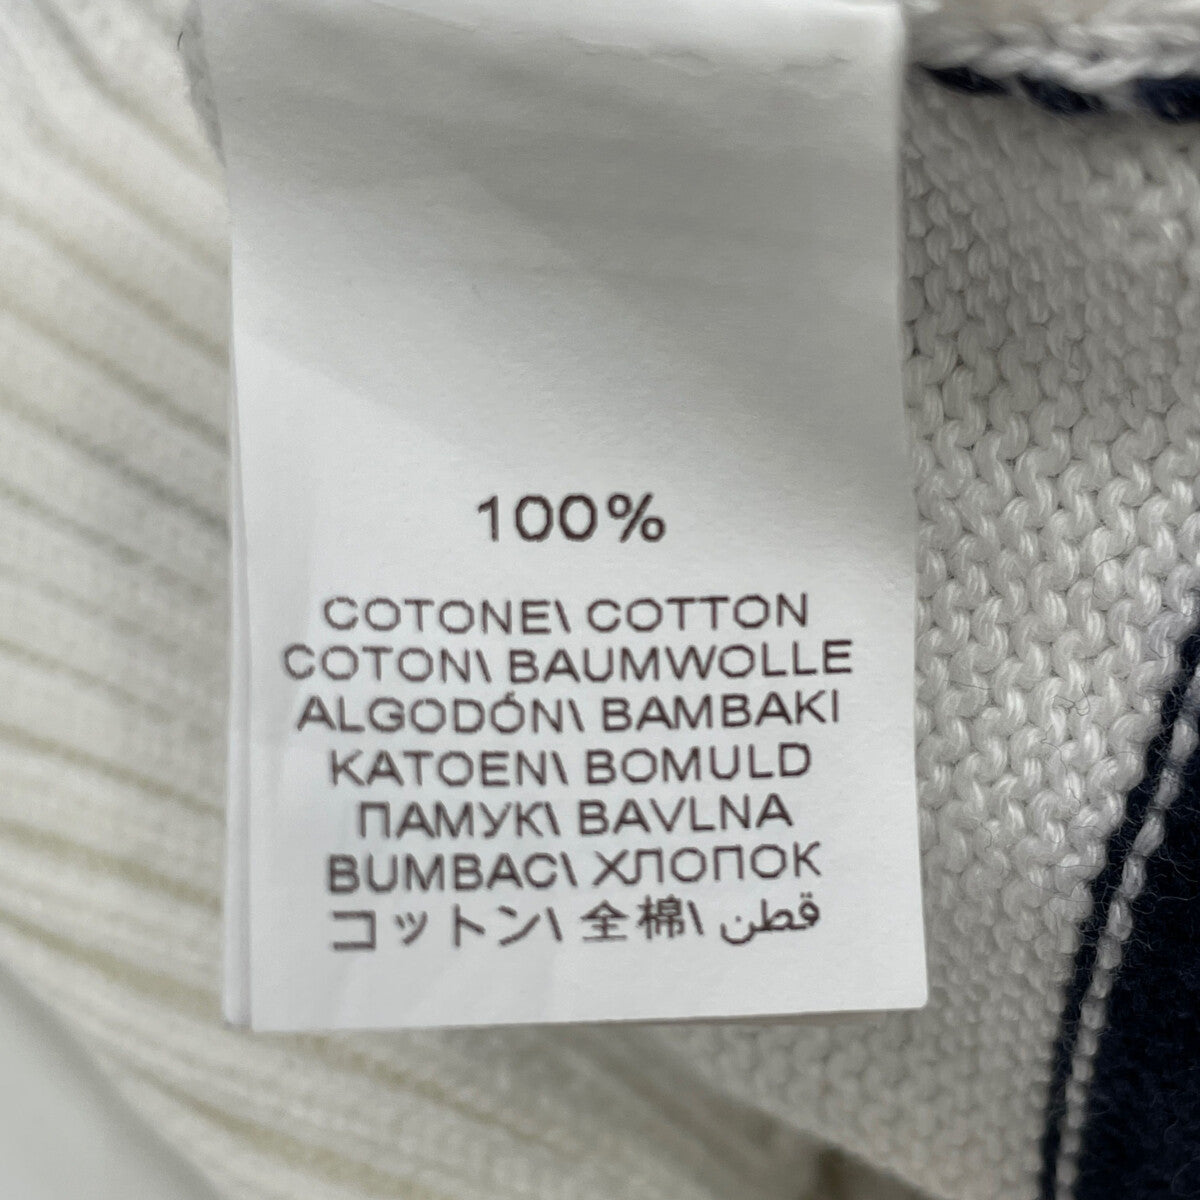 100%
COTONE\ COTTON
COTON\ BAUMWOLLE
ALGODÓN\ BAMBAKI
KATOEN\ BOMULD
ПАМУК\ BAVLNA
BUMBAC\ ХЛОПОК
コットン\ 全棉\ قطن